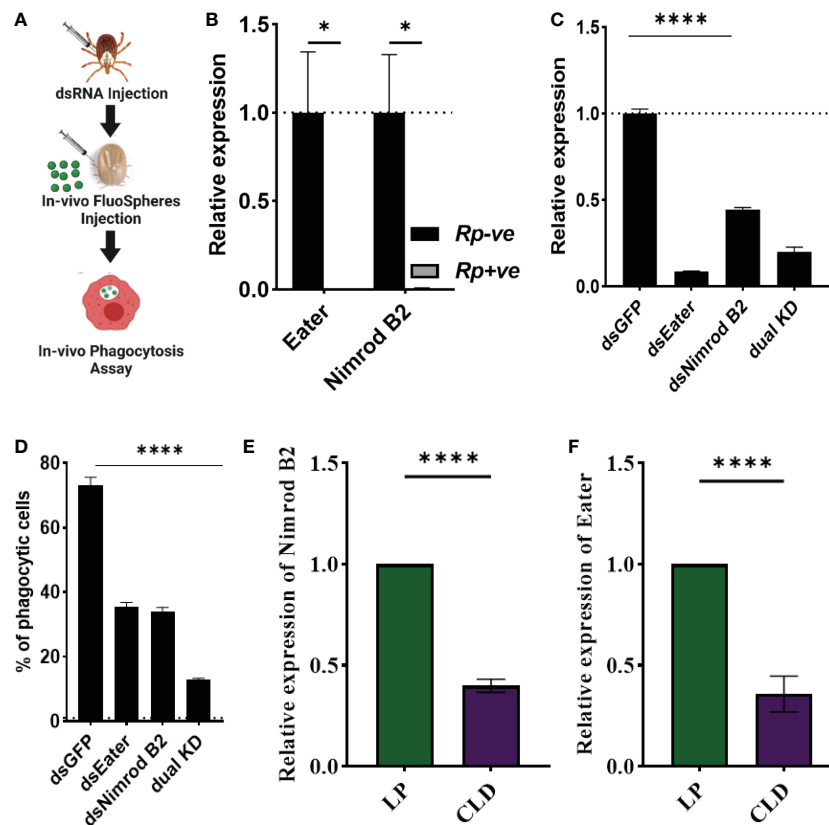 A
dsRNA Injection
In-vivo FluoSpheres
Injection
In-vivo Phagocytosis
Assay
B
Relative expression
1.5
1.0
0.5
0.0
*
*
Rp-ve
Rp+ve
Eater
Nimrod B2
C
Relative expression
1.5
1.0
0.5
0.0
****
dsGFP
dsEater
dsNimrod B2
dual KD
D
% of phagocytic cells
80
60
40
20
0
****
dsGFP
dsEater
dsNimrod B2
dual KD
E
Relative expression of Nimrod B2
1.5
1.0
0.5
0.0
****
LP
CLD
F
Relative expression of Eater
1.5
1.0
0.5
0.0
****
LP
CLD